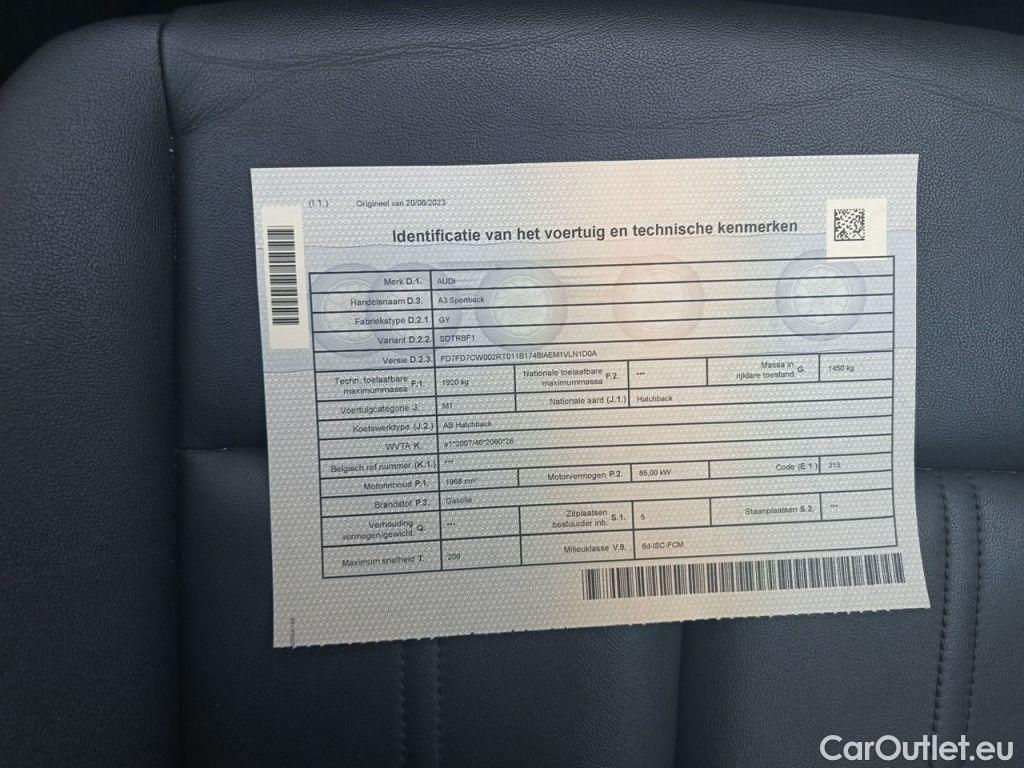 (I.1.) Origineel van 20/06/2023
Identificatie van het voertuig en technische kenmerken
Merk D.1. AUDI
Handelsnaam D.3. A3 Sportback
Fabriekstype D.2.1. GY
Variant D.2.2. SDTRBF1
Versie D.2.3. FD7FD7CW002RT011B174BIAEM1VLN1D0A
Techn. toelaatbare maximummassa F.1. 1920 kg Nationale toelaatbare maximummassa F.2. --- Massa in rijklare toestand G. 1450 kg
Voertuigcategorie J. M1 Nationale aard (J.1.) Hatchback
Koetswerktype (J.2.) AB Hatchback
WVTA K. e1*2007/46*2060*26
Belgisch ref.nummer (K.1.) ---
Motorinhoud P.1. 1968 cm³ Motorvermogen P.2. 85,00 kW Code (E.1.) 313
Brandstof P.3. Gasolie
Verhouding vermogen/gewicht Q. --- Zitplaatsen bestuurder inb. S.1. 5 Staanplaatsen S.2. ---
Maximum snelheid T. 206 Milieuklasse V.9. 6d-ISC-FCM
CarOutlet.eu